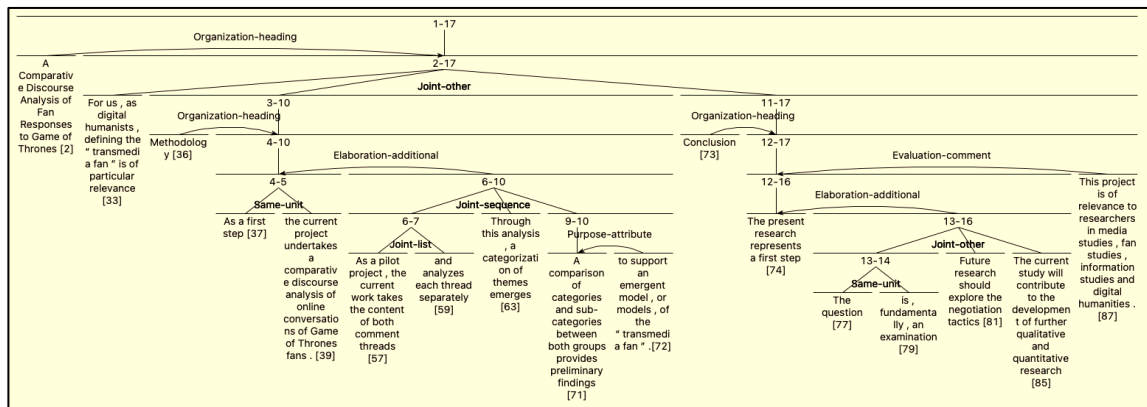 1-17
Organization-heading
A
Comparativ
e Discourse
Analysis of
Fan
Responses
to Game of
Thrones [2]
2-17
Joint-other
For us , as
digital
humanists ,
defining the
“ transmedi
a fan ” is of
particular
relevance
[33]
3-10
Organization-heading
Methodolog
y [36]
4-10
Elaboration-additional
4-5
Same-unit
As a first
step [37]
the current
project
undertakes
a
comparativ
e discourse
analysis of
online
conversatio
ns of Game
of Thrones
fans . [39]
6-10
Joint-sequence
6-7
Joint-list
As a pilot
project , the
current
work takes
the content
of both
comment
threads
[57]
and
analyzes
each thread
separately
[59]
Through
this analysis
, a
categorizati
on of
themes
emerges
[63]
9-10
Purpose-attribute
A
comparison
of
categories
and sub-
categories
between
both groups
provides
preliminary
findings
[71]
to support
an
emergent
model , or
models , of
the
“ transmedi
a fan ” .[72]
11-17
Organization-heading
Conclusion
[73]
12-17
Evaluation-comment
12-16
Elaboration-additional
The present
research
represents
a first step
[74]
13-16
Joint-other
13-14
Same-unit
The
question
[77]
is ,
fundamenta
lly , an
examination
[79]
Future
research
should
explore the
negotiation
tactics [81]
The current
study will
contribute
to the
developmen
t of further
qualitative
and
quantitative
research
[85]
This project
is of
relevance to
researchers
in media
studies , fan
studies ,
information
studies and
digital
humanities .
[87]